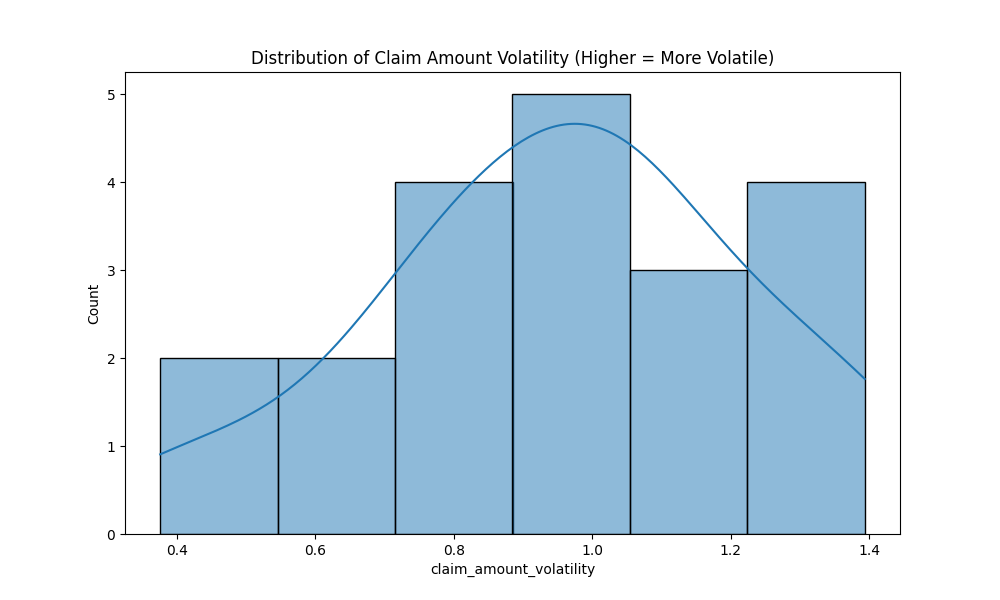 Distribution of Claim Amount Volatility (Higher = More Volatile)
5
4
3
2
1
0
Count
0.4 0.6 0.8 1.0 1.2 1.4
claim_amount_volatility